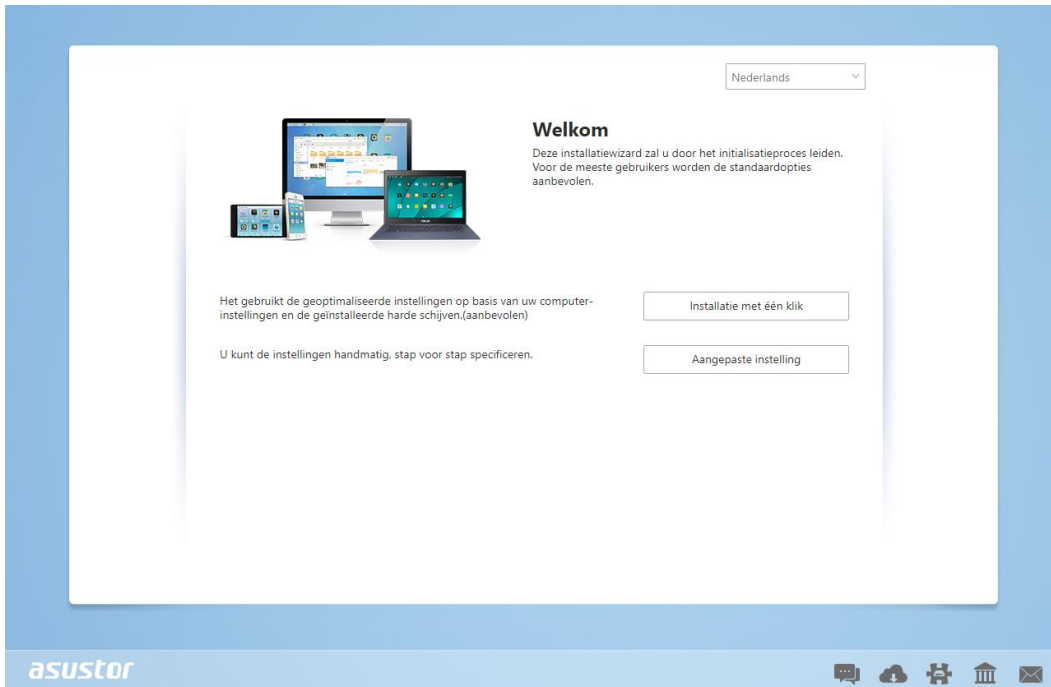 Nederlands
Welkom
Deze installatiewizard zal u door het initialisatieproces leiden.
Voor de meeste gebruikers worden de standaardopties
aanbevolen.
Het gebruikt de geoptimaliseerde instellingen op basis van uw computer-
instellingen en de geïnstalleerde harde schijven.(aanbevolen)
Installatie met één klik
U kunt de instellingen handmatig, stap voor stap specificeren.
Aangepaste instelling
asustor